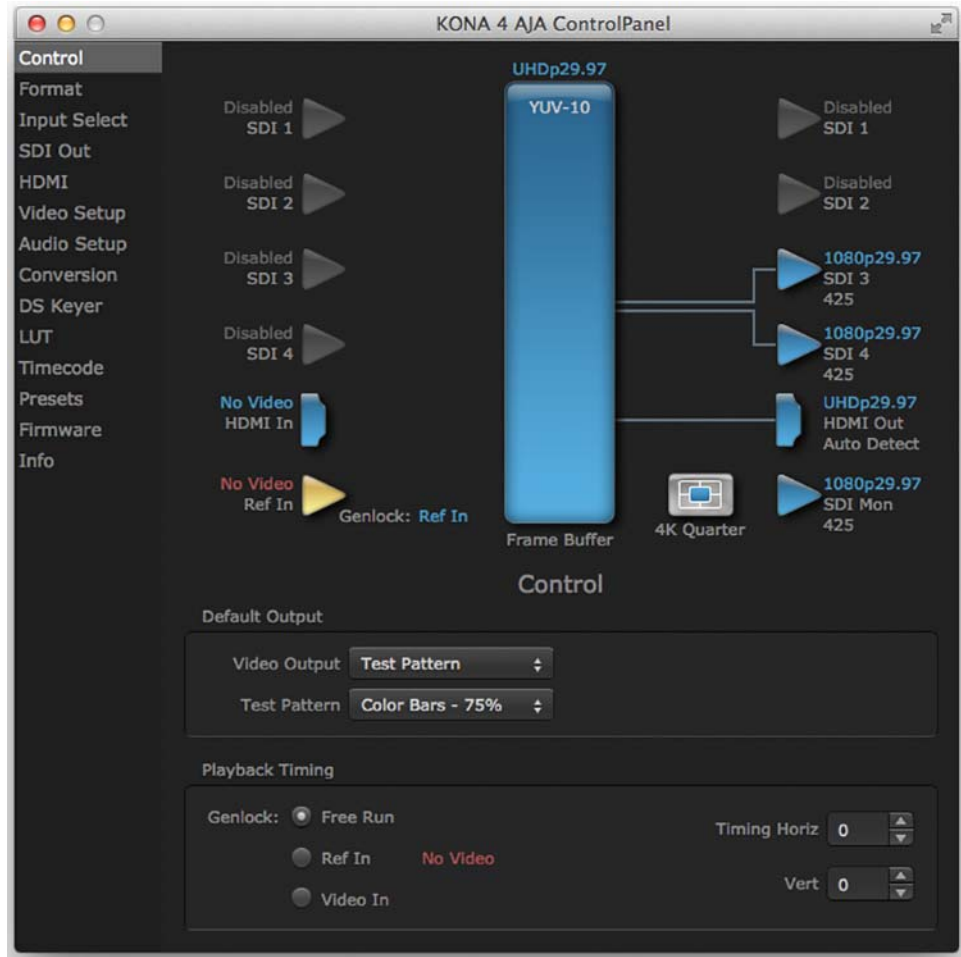 KONA 4 AJA ControlPanel
Control
Format
Input Select
SDI Out
HDMI
Video Setup
Audio Setup
Conversion
DS Keyer
LUT
Timecode
Presets
Firmware
Info
UHDp29.97
YUV-10
Disabled
SDI 1
Disabled
SDI 2
Disabled
SDI 3
Disabled
SDI 4
No Video
HDMI In
No Video
Ref In
Genlock: Ref In
Frame Buffer
4K Quarter
Disabled
SDI 1
Disabled
SDI 2
1080p29.97
SDI 3
425
1080p29.97
SDI 4
425
UHDp29.97
HDMI Out
Auto Detect
1080p29.97
SDI Mon
425
Control
Default Output
Video Output Test Pattern
Test Pattern Color Bars - 75%
Playback Timing
Genlock: Free Run
Ref In No Video
Video In
Timing Horiz 0
Vert 0